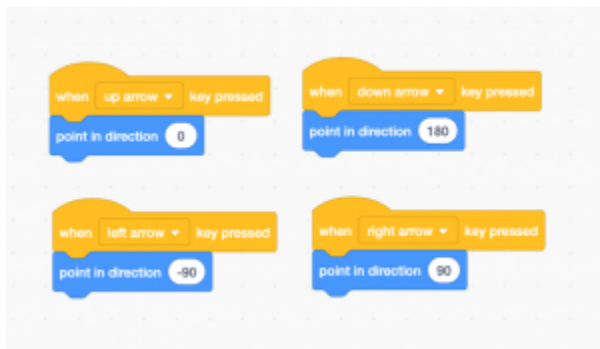 when up arrow key pressed
point in direction 0
when down arrow key pressed
point in direction 180
when left arrow key pressed
point in direction -90
when right arrow key pressed
point in direction 90